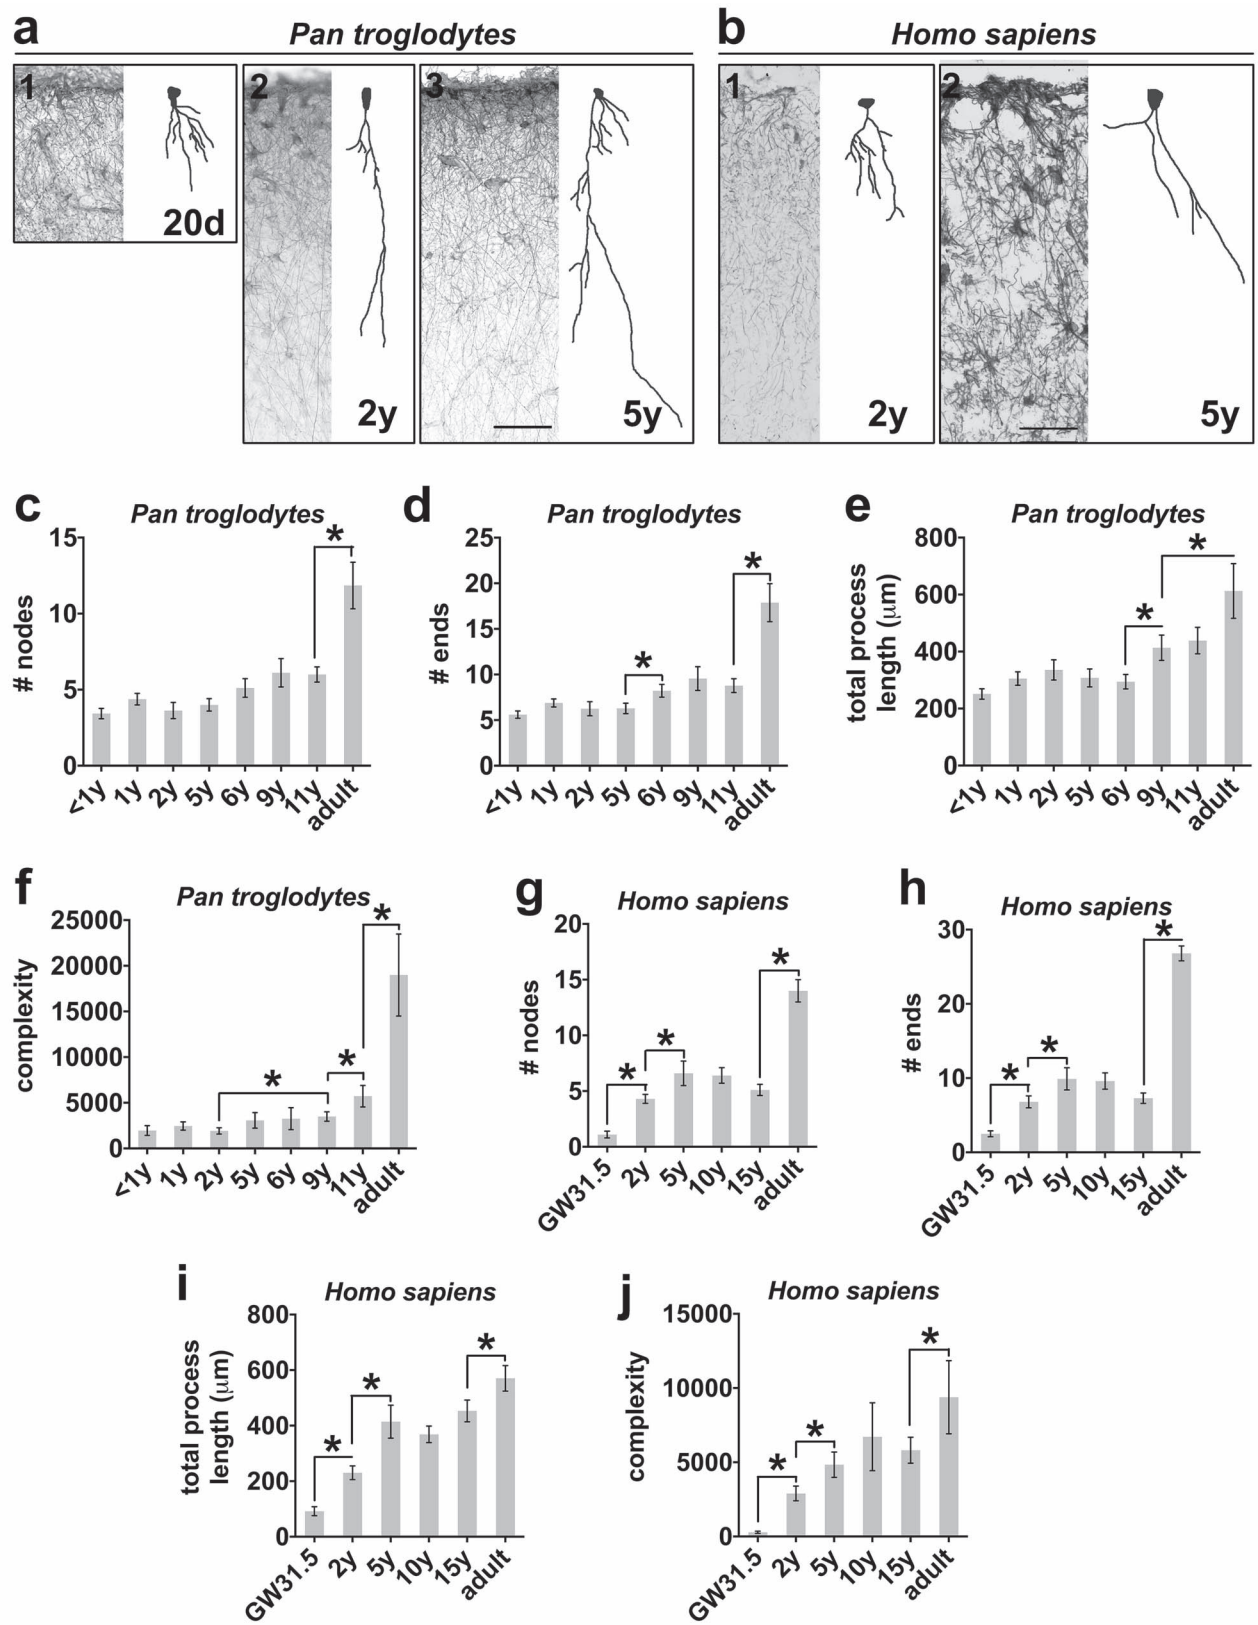 a
Pan troglodytes
b
Homo sapiens
1
20d
2
2y
3
5y
1
2y
2
5y
c
Pan troglodytes
# nodes
15
10
5
0
*
<1y 1y 2y 5y 6y 9y 11y adult
d
Pan troglodytes
# ends
25
20
15
10
5
0
* *
<1y 1y 2y 5y 6y 9y 11y adult
e
Pan troglodytes
total process
length (μm)
800
600
400
200
0
* *
<1y 1y 2y 5y 6y 9y 11y adult
f
Pan troglodytes
complexity
25000
20000
15000
10000
5000
0
* * *
<1y 1y 2y 5y 6y 9y 11y adult
g
Homo sapiens
# nodes
20
15
10
5
0
* * *
GW31.5 2y 5y 10y 15y adult
h
Homo sapiens
# ends
30
20
10
0
* * *
GW31.5 2y 5y 10y 15y adult
i
Homo sapiens
total process
length (μm)
800
600
400
200
0
* * *
GW31.5 2y 5y 10y 15y adult
j
Homo sapiens
complexity
15000
10000
5000
0
* * *
GW31.5 2y 5y 10y 15y adult